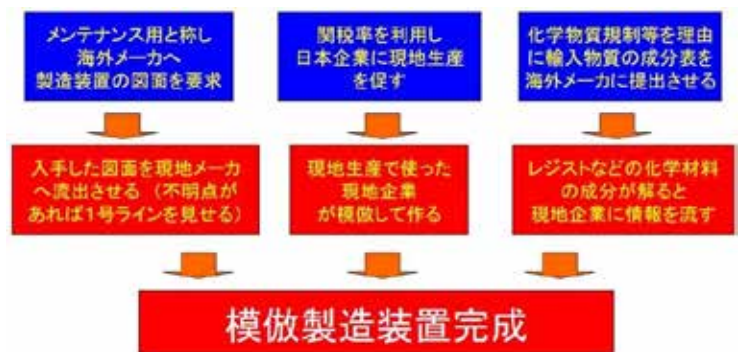 メンテナンス用と称し
海外メーカへ
製造装置の図面を要求
関税率を利用し
日本企業に現地生産
を促す
化学物質規制等を理由
に輸入物質の成分表を
海外メーカに提出させる
入手した図面を現地メーカ
へ流出させる (不明点が
あれば1号ラインを見せる)
現地生産で使った
現地企業
が模倣して作る
レジストなどの化学材料
の成分が解ると
現地企業に情報を流す
模倣製造装置完成